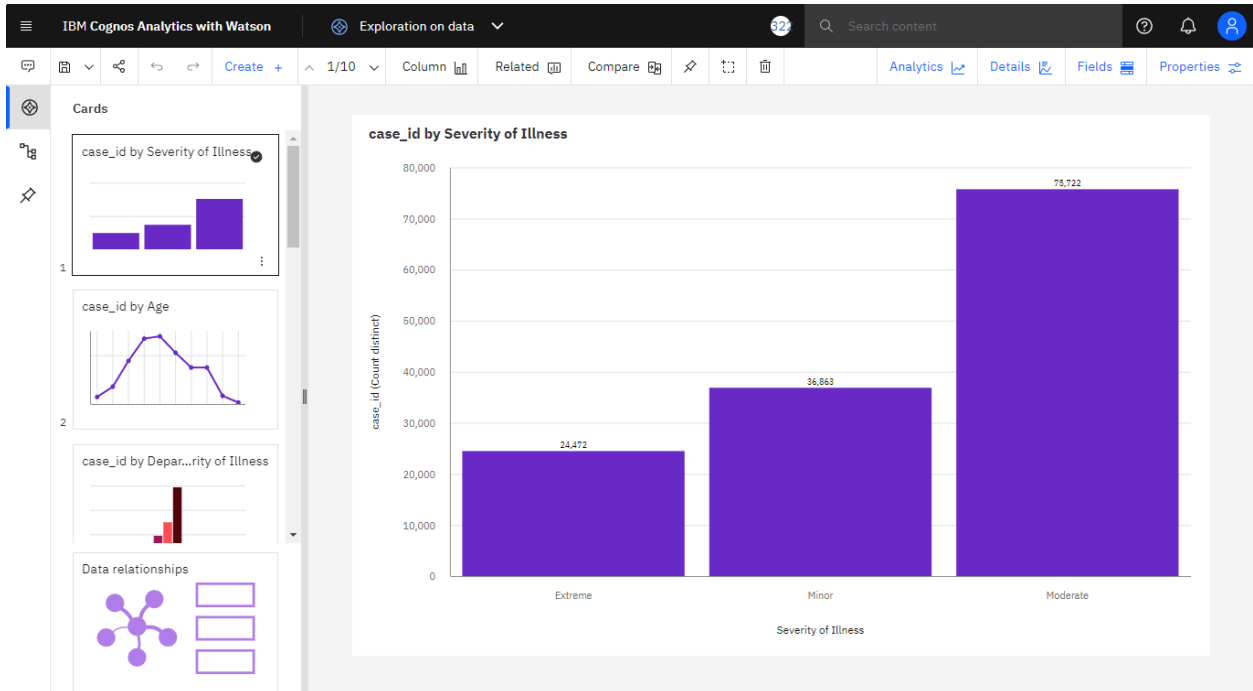 IBM Cognos Analytics with Watson
Exploration on data
322
Search content
Create +
1/10
Column
Related
Compare
Analytics
Details
Fields
Properties
Cards
case_id by Severity of Illness
1
case_id by Age
2
case_id by Depar...rity of Illness
Data relationships
case_id by Severity of Illness
80,000
70,000
60,000
50,000
40,000
30,000
20,000
10,000
0
case_id (Count distinct)
24,472
36,863
75,722
Extreme
Minor
Moderate
Severity of Illness